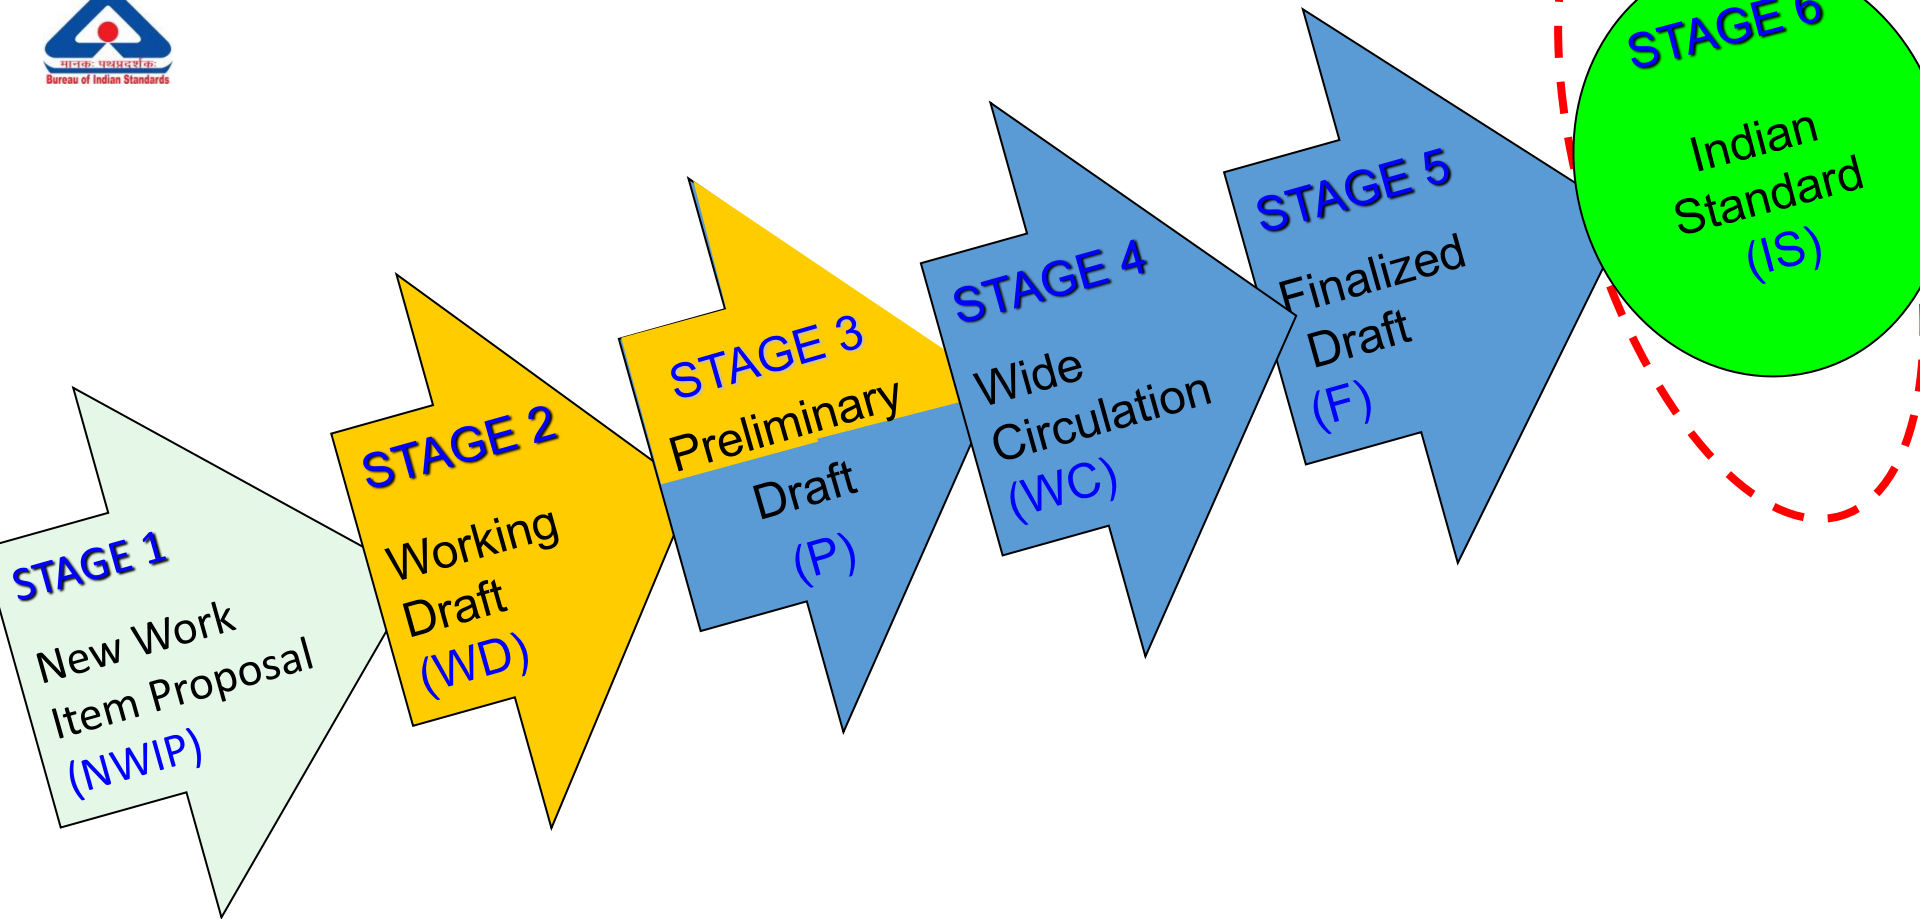 मानक: पथप्रदर्शक:
Bureau of Indian Standards
STAGE 1
New Work
Item Proposal
(NWIP)
STAGE 2
Working
Draft
(WD)
STAGE 3
Preliminary
Draft
(P)
STAGE 4
Wide
Circulation
(WC)
STAGE 5
Finalized
Draft
(F)
STAGE 6
Indian
Standard
(IS)